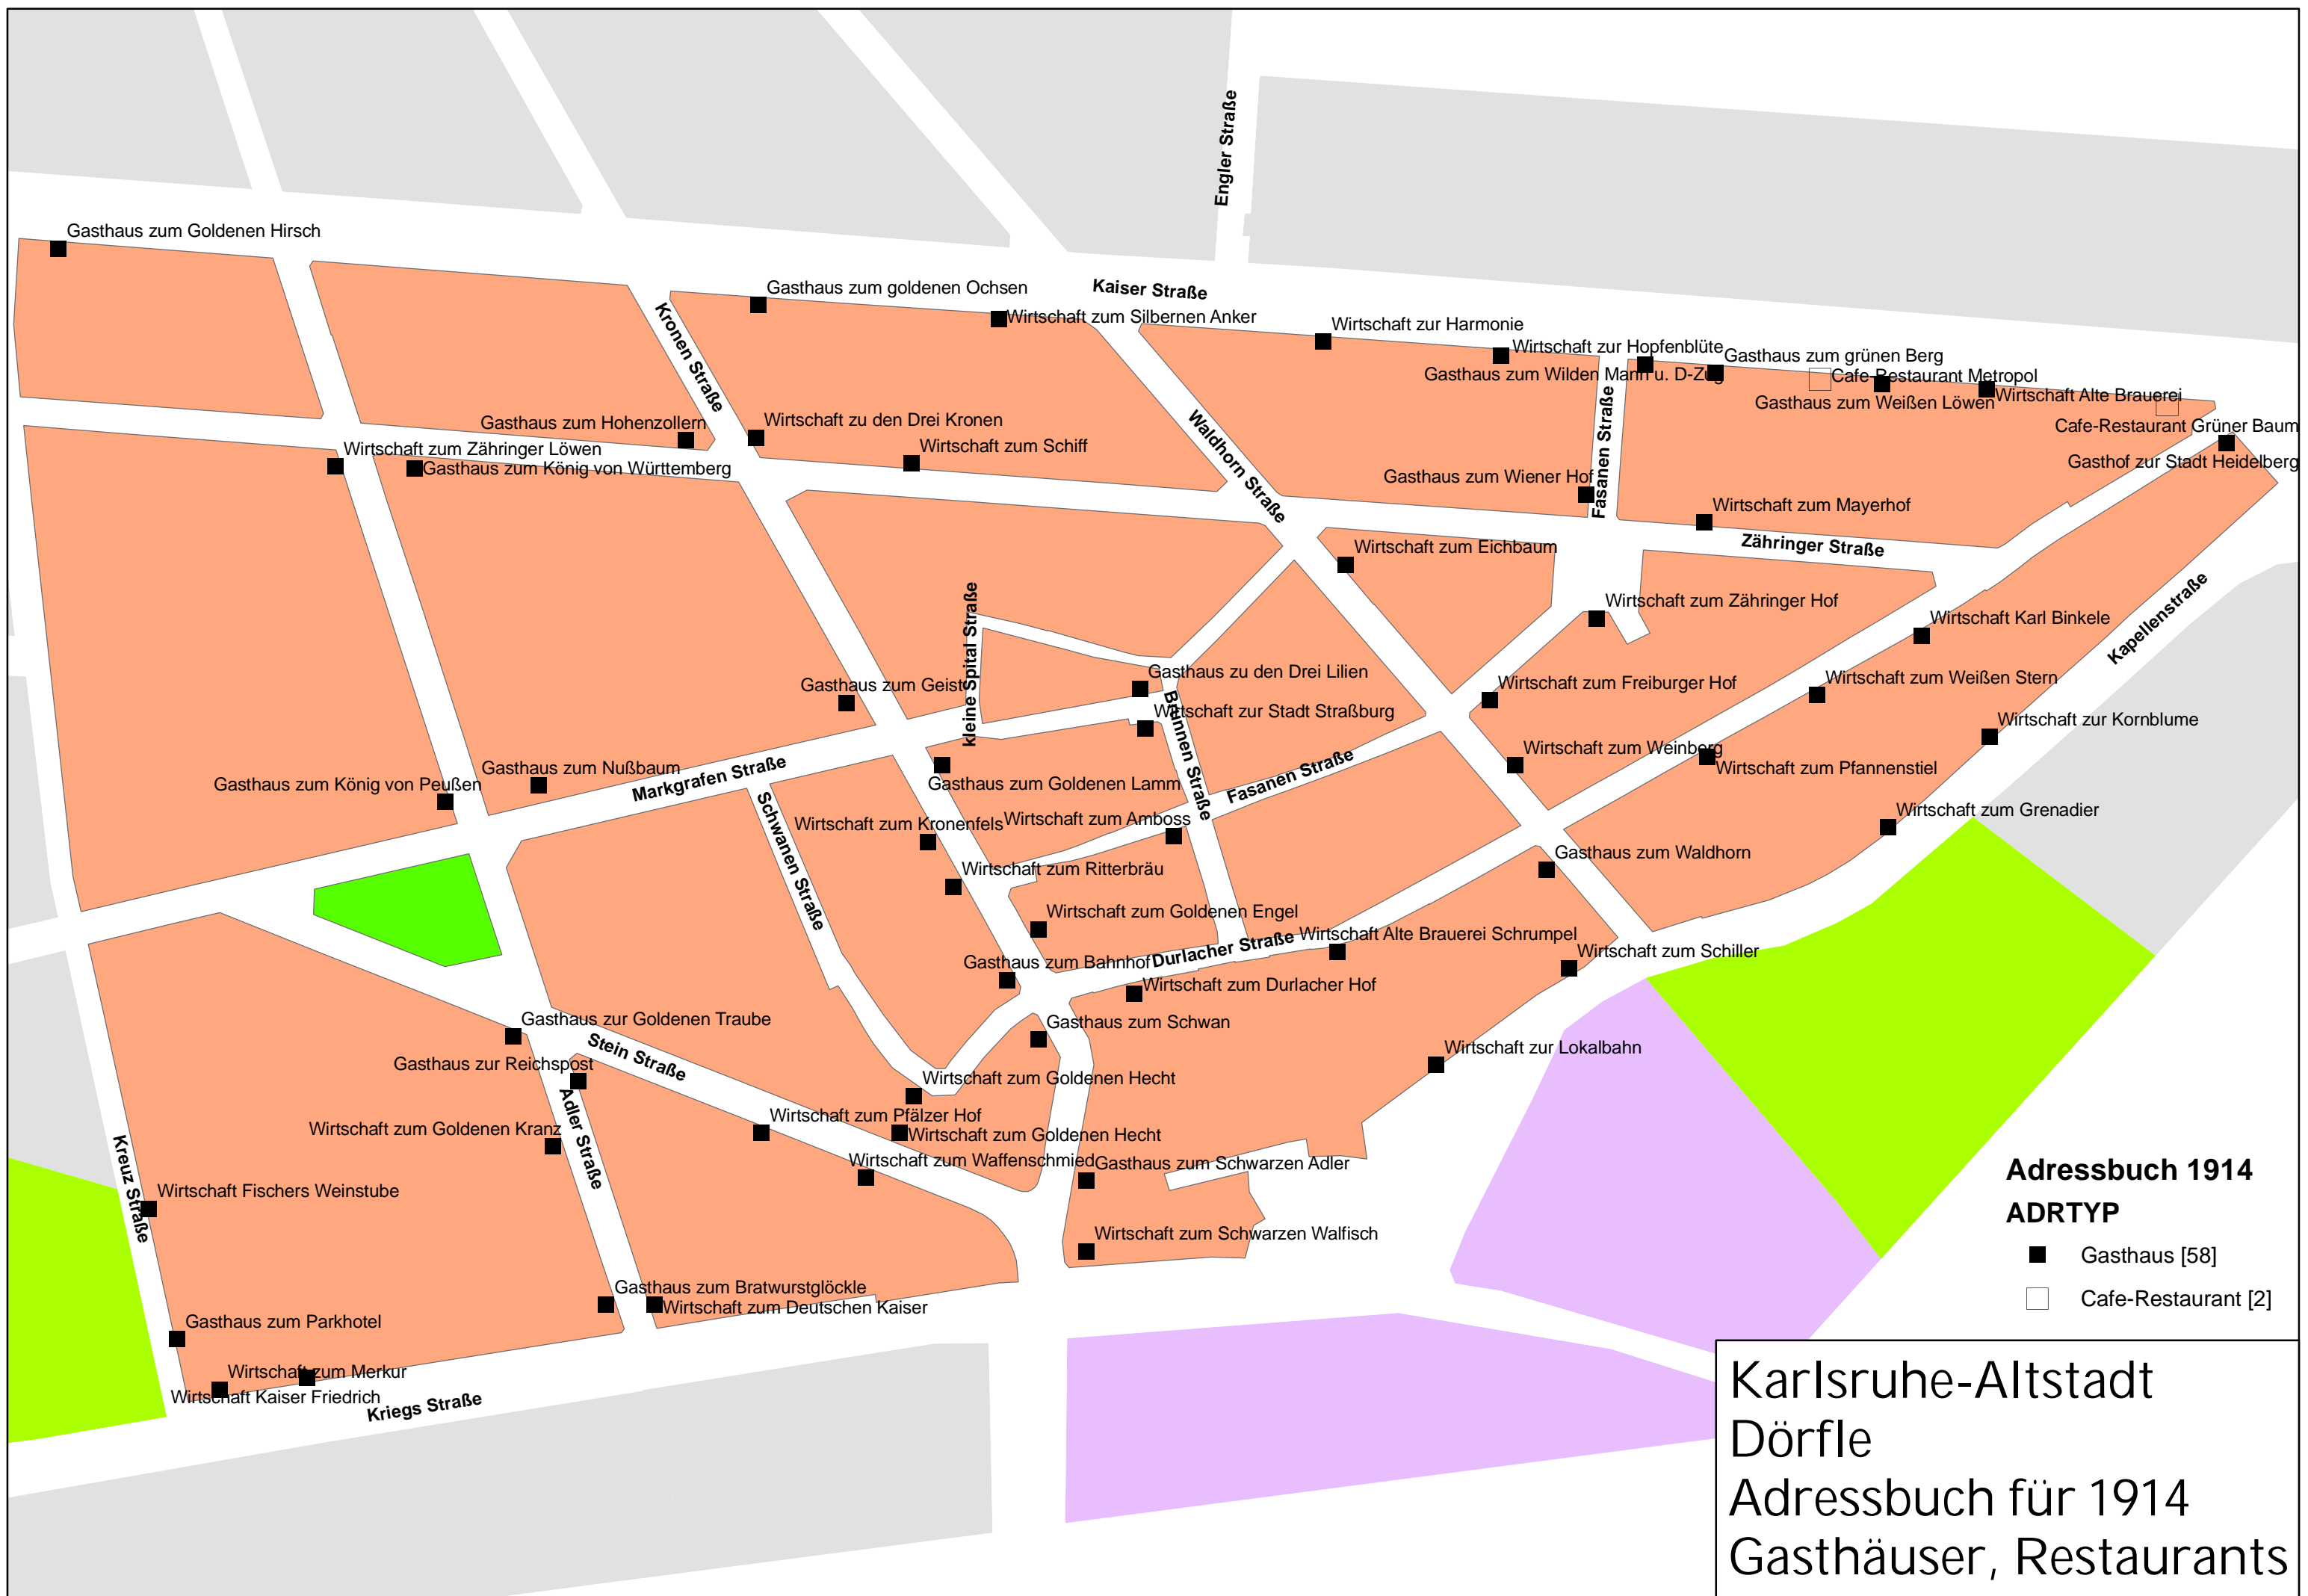 Engler Straße
Gasthaus zum Goldenen Hirsch
Gasthaus zum goldenen Ochsen
Kaiser Straße
Wirtschaft zum Silbernen Anker
Wirtschaft zur Harmonie
Kronen Straße
Wirtschaft zur Hopfenblüte
Gasthaus zum grünen Berg
Gasthaus zum Wilden Mann u. D-Zug
Cafe-Restaurant Metropol
Wirtschaft Alte Brauerei
Gasthaus zum Weißen Löwen
Fasanen Straße
Gasthaus zum Hohenzollern
Wirtschaft zu den Drei Kronen
Cafe-Restaurant Grüner Baum
Wirtschaft zum Zähringer Löwen
Wirtschaft zum Schiff
Waldhorn Straße
Gasthof zur Stadt Heidelberg
Gasthaus zum König von Württemberg
Gasthaus zum Wiener Hof
Wirtschaft zum Mayerhof
Wirtschaft zum Eichbaum
Zähringer Straße
Wirtschaft zum Zähringer Hof
Wirtschaft Karl Binkele
Kapellenstraße
kleine Spital Straße
Gasthaus zu den Drei Lilien
Gasthaus zum Geist
Wirtschaft zum Freiburger Hof
Wirtschaft zum Weißen Stern
Wirtschaft zur Stadt Straßburg
Brunnen Straße
Wirtschaft zur Kornblume
Wirtschaft zum Weinberg
Gasthaus zum König von Peußen
Gasthaus zum Nußbaum
Markgrafen Straße
Gasthaus zum Goldenen Lamm
Fasanen Straße
Wirtschaft zum Pfannenstiel
Wirtschaft zum Grenadier
Schwanen Straße
Wirtschaft zum Kronenfels
Wirtschaft zum Amboss
Gasthaus zum Waldhorn
Wirtschaft zum Ritterbräu
Wirtschaft zum Goldenen Engel
Wirtschaft Alte Brauerei Schrumpel
Durlacher Straße
Gasthaus zum Bahnhof
Wirtschaft zum Schiller
Wirtschaft zum Durlacher Hof
Gasthaus zur Goldenen Traube
Gasthaus zum Schwan
Stein Straße
Wirtschaft zur Lokalbahn
Gasthaus zur Reichspost
Wirtschaft zum Goldenen Hecht
Adler Straße
Wirtschaft zum Pfälzer Hof
Wirtschaft zum Goldenen Kranz
Wirtschaft zum Goldenen Hecht
Wirtschaft zum Waffenschmied
Gasthaus zum Schwarzen Adler
Kreuz Straße
Wirtschaft Fischers Weinstube
Wirtschaft zum Schwarzen Walfisch
Gasthaus zum Bratwurstglöckle
Wirtschaft zum Deutschen Kaiser
Gasthaus zum Parkhotel
Wirtschaft zum Merkur
Wirtschaft Kaiser Friedrich
Kriegs Straße
Adressbuch 1914
ADRTYP
Gasthaus [58]
Cafe-Restaurant [2]
Karlsruhe-Altstadt
Dörfle
Adressbuch für 1914
Gasthäuser, Restaurants